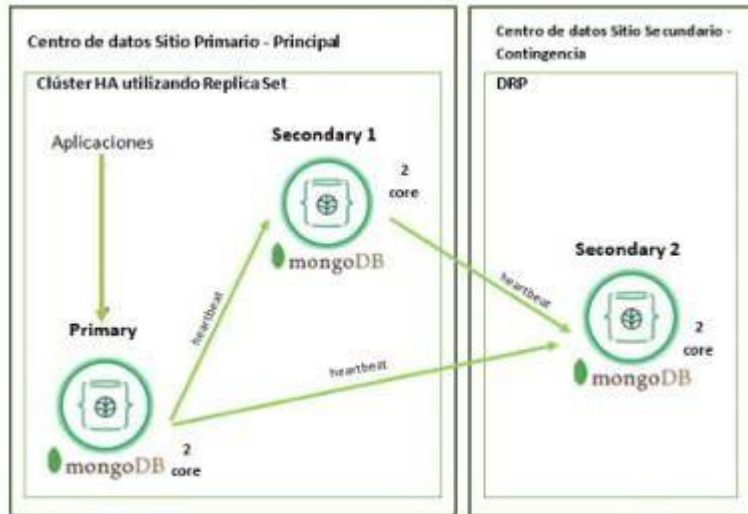 Centro de datos Sitio Primario - Principal
Clúster HA utilizando Replica Set
Aplicaciones
Secondary 1
2
core
mongoDB
heartbeat
Primary
2
core
mongoDB
heartbeat
heartbeat
Centro de datos Sitio Secundario -
Contingencia
DRP
Secondary 2
2
core
mongoDB